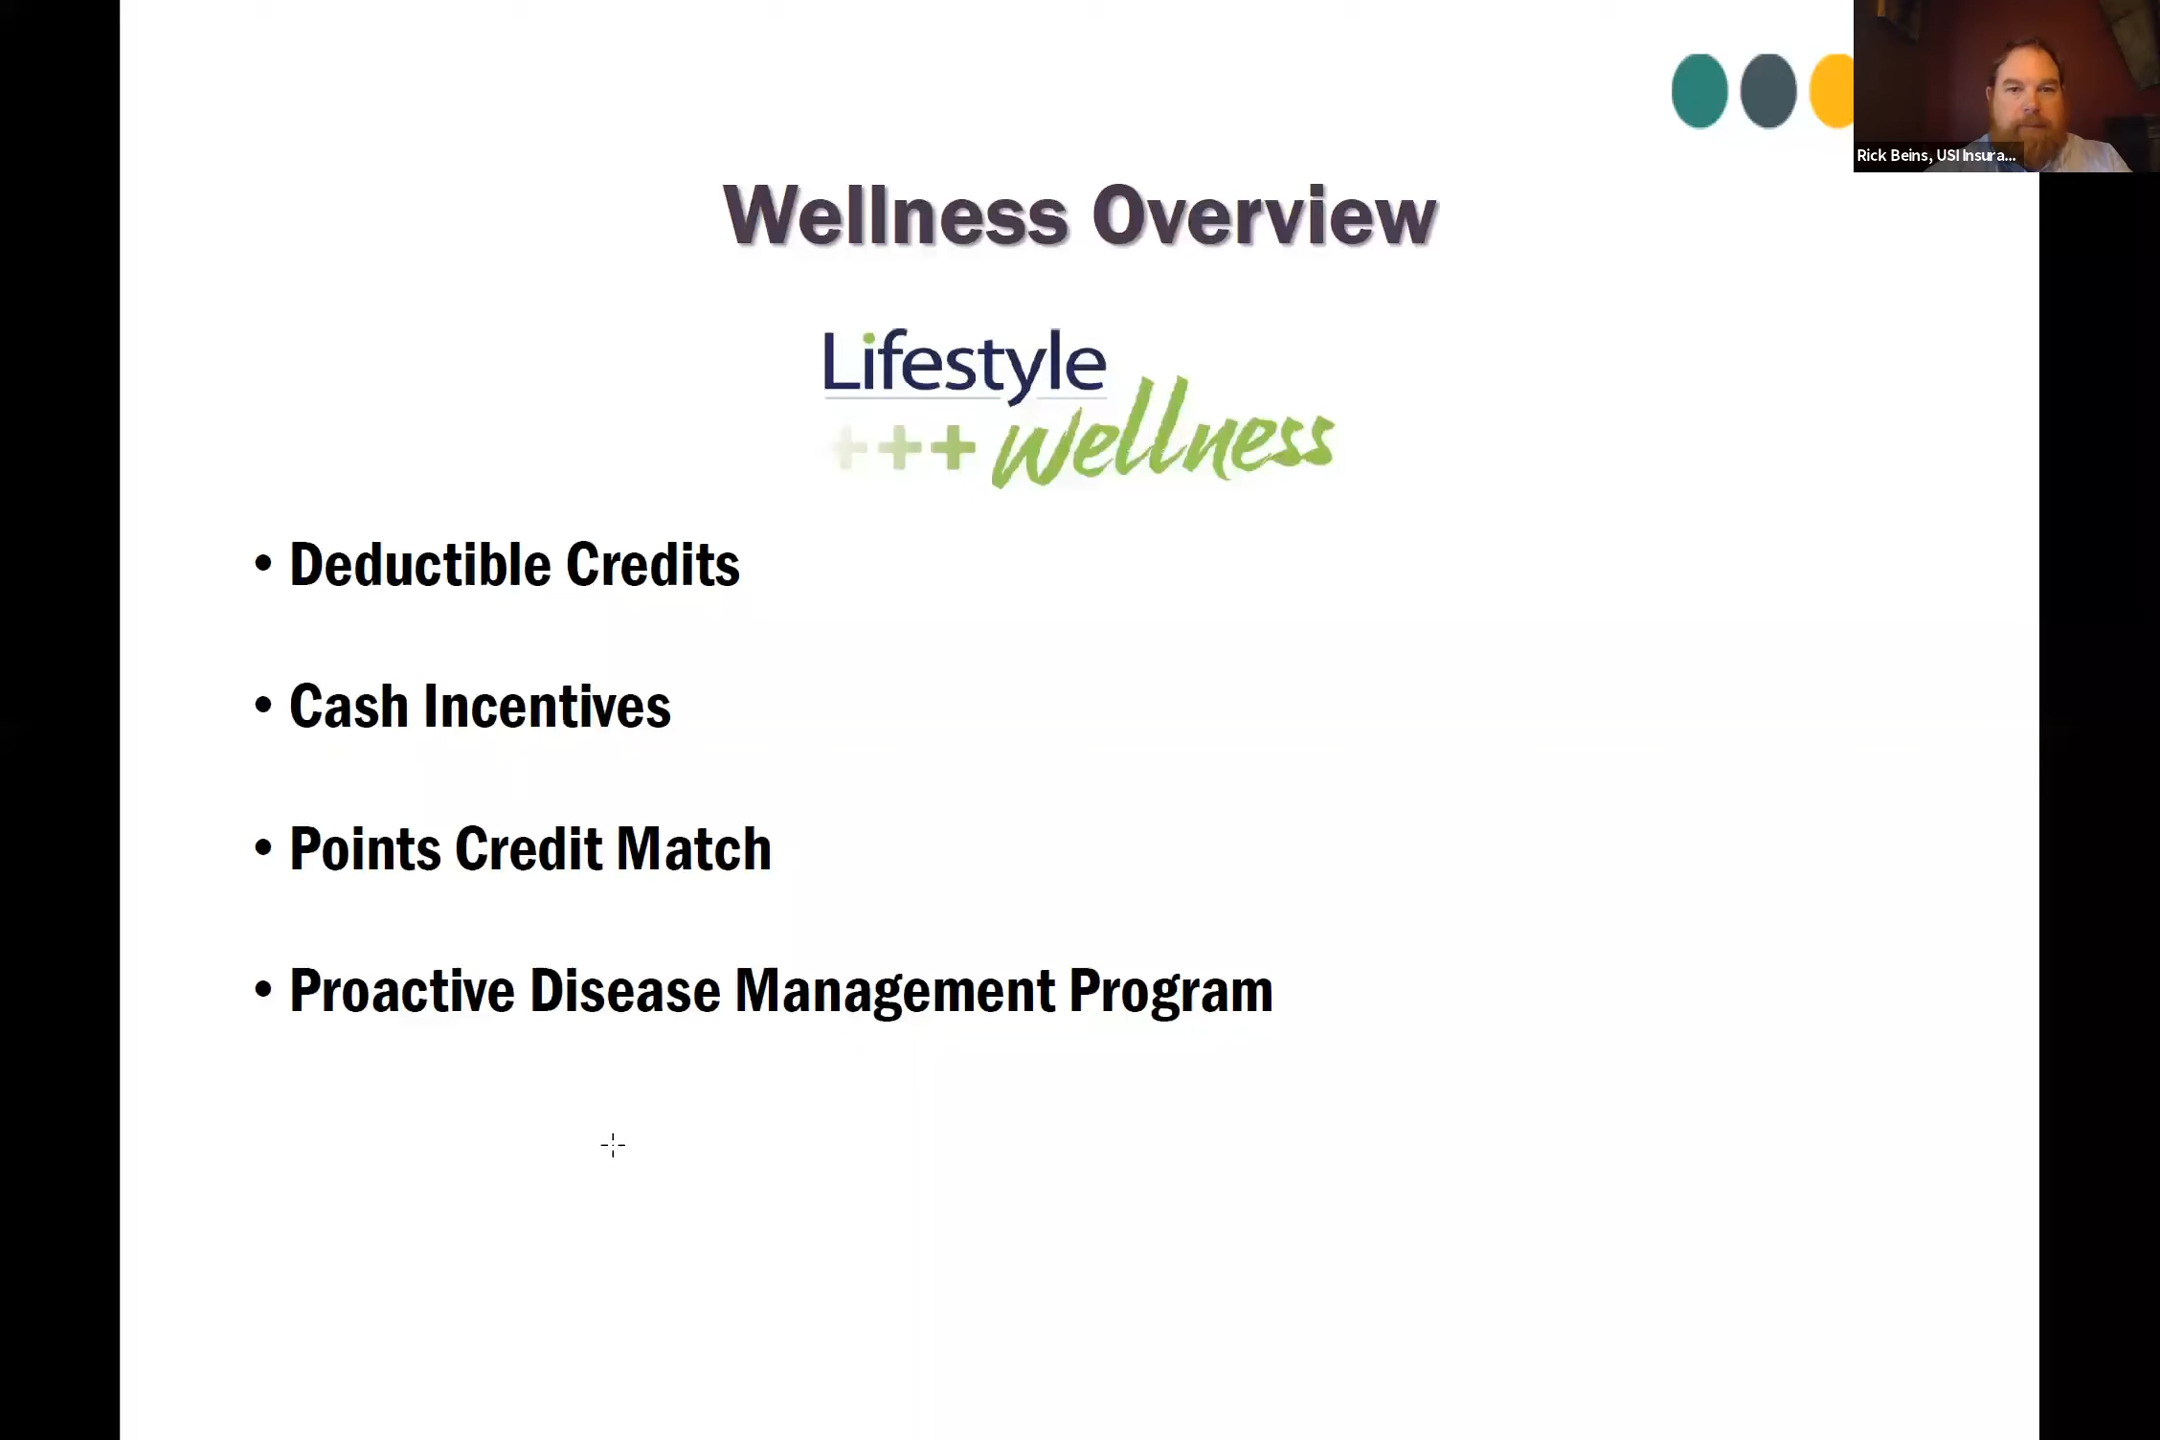 Rick Beins, USI Insura...
Wellness Overview
Lifestyle
+++ wellness
• Deductible Credits
• Cash Incentives
• Points Credit Match
• Proactive Disease Management Program